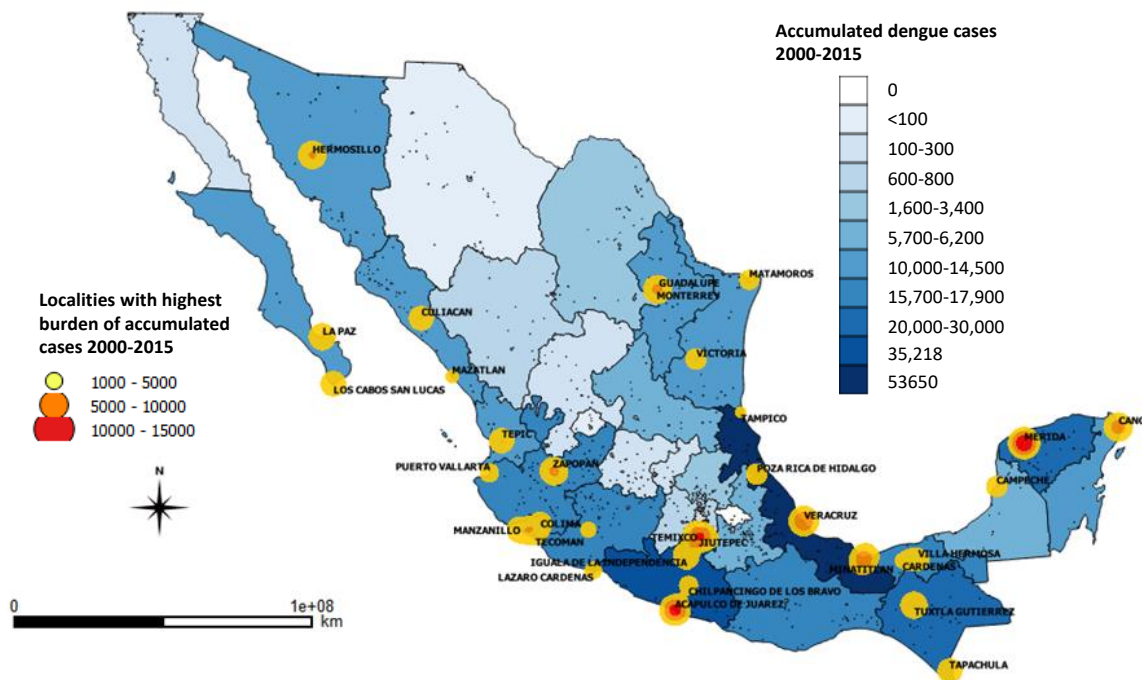 Accumulated dengue cases
2000-2015
0
<100
100-300
600-800
1,600-3,400
5,700-6,200
10,000-14,500
15,700-17,900
20,000-30,000
35,218
53650
Localities with highest
burden of accumulated
cases 2000-2015
1000 - 5000
5000 - 10000
10000 - 15000
N
0
1e+08
km
HERMOSILLO
GUADALUPE
MONTERREY
MATAMOROS
CULIACAN
LA PAZ
VICTORIA
MAZATLAN
LOS CABOS SAN LUCAS
TAMPICO
CANC
MERIDA
TEPIC
PUERTO VALLARTA
ZAPOPAN
POZA RICA DE HIDALGO
CAMPECHE
MANZANILLO
COLIMA
TECOMAN
VERACRUZ
TEMIXCO
JIUTEPEC
VILLA HERMOSA
CARDENAS
MINATITLAN
IGUALA DE LA INDEPENDENCIA
LAZARO CARDENAS
CHILPANCINGO DE LOS BRAVO
ACAPULCO DE JUAREZ
TUXTLA GUTIERREZ
TAPACHULA